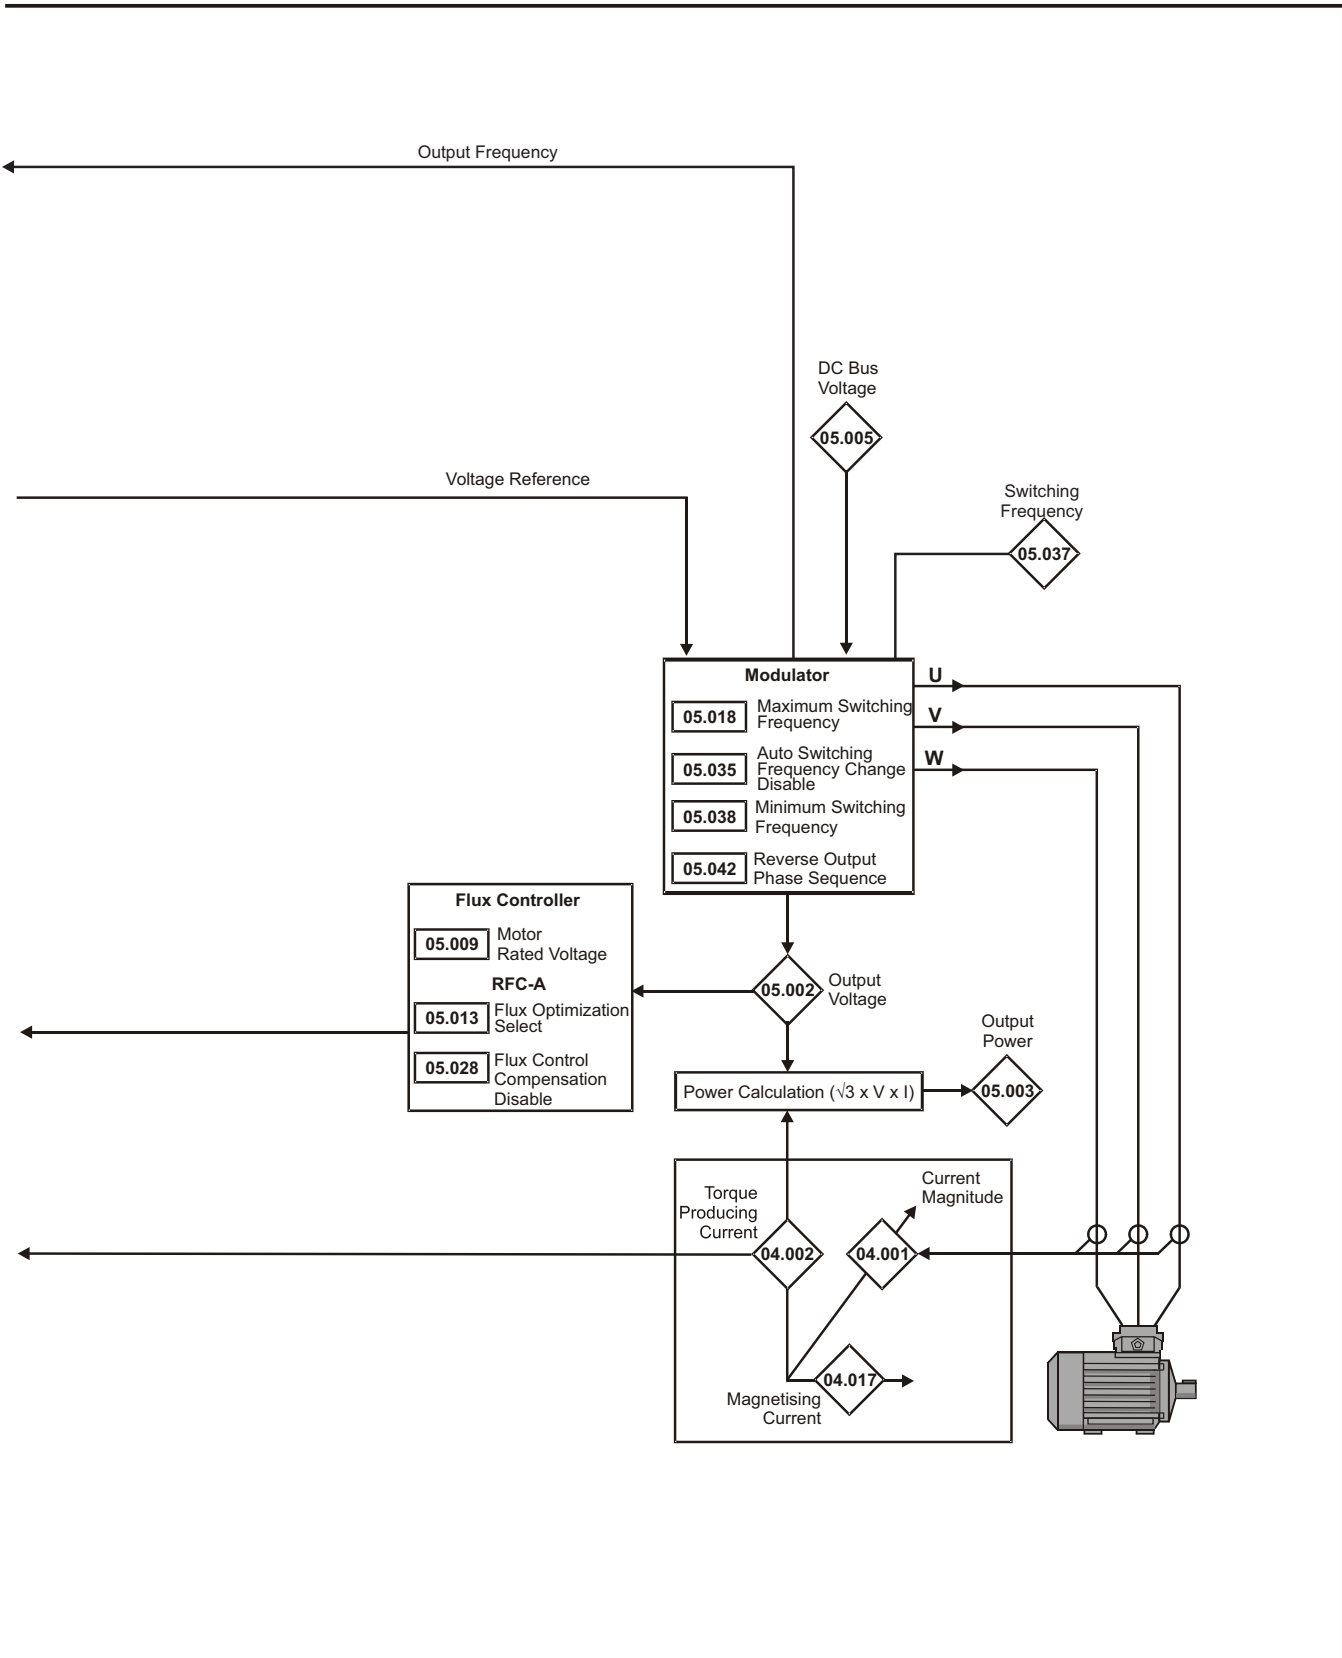 Output Frequency
DC Bus
Voltage
05.005
Voltage Reference
Switching
Frequency
05.037
Modulator
05.018
Maximum Switching
Frequency
05.035
Auto Switching
Frequency Change
Disable
05.038
Minimum Switching
Frequency
05.042
Reverse Output
Phase Sequence
U
V
W
Flux Controller
05.009
Motor
Rated Voltage
RFC-A
05.013
Flux Optimization
Select
05.028
Flux Control
Compensation
Disable
05.002
Output
Voltage
Output
Power
05.003
Power Calculation (√3 x V x I)
Torque
Producing
Current
04.002
Current
Magnitude
04.001
04.017
Magnetising
Current